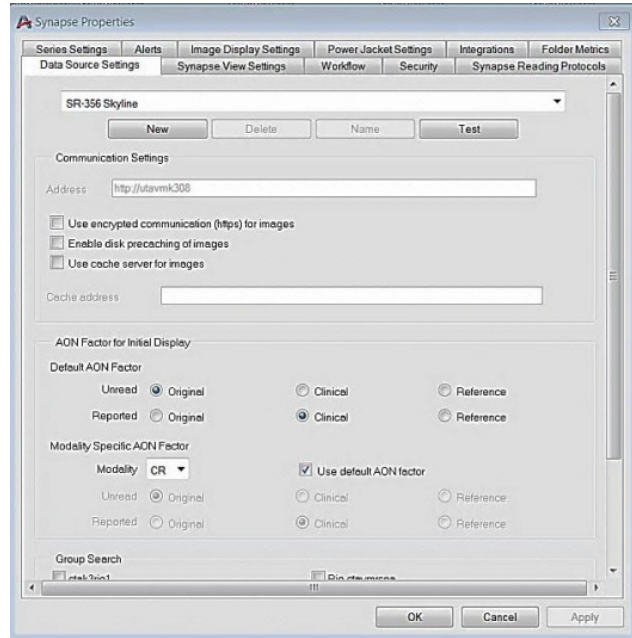 Synapse Properties
Series Settings Alerts Image Display Settings Power Jacket Settings Integrations Folder Metrics
Data Source Settings Synapse View Settings Workflow Security Synapse Reading Protocols
SR-356 Skyline
New Delete Name Test
Communication Settings
Address http://utavmk308
Use encrypted communication (https) for images
Enable disk precaching of images
Use cache server for images
Cache address
AON Factor for Initial Display
Default AON Factor
Unread Original Clinical Reference
Reported Original Clinical Reference
Modality Specific AON Factor
Modality CR Use default AON factor
Unread Original Clinical Reference
Reported Original Clinical Reference
Group Search
OK Cancel Apply